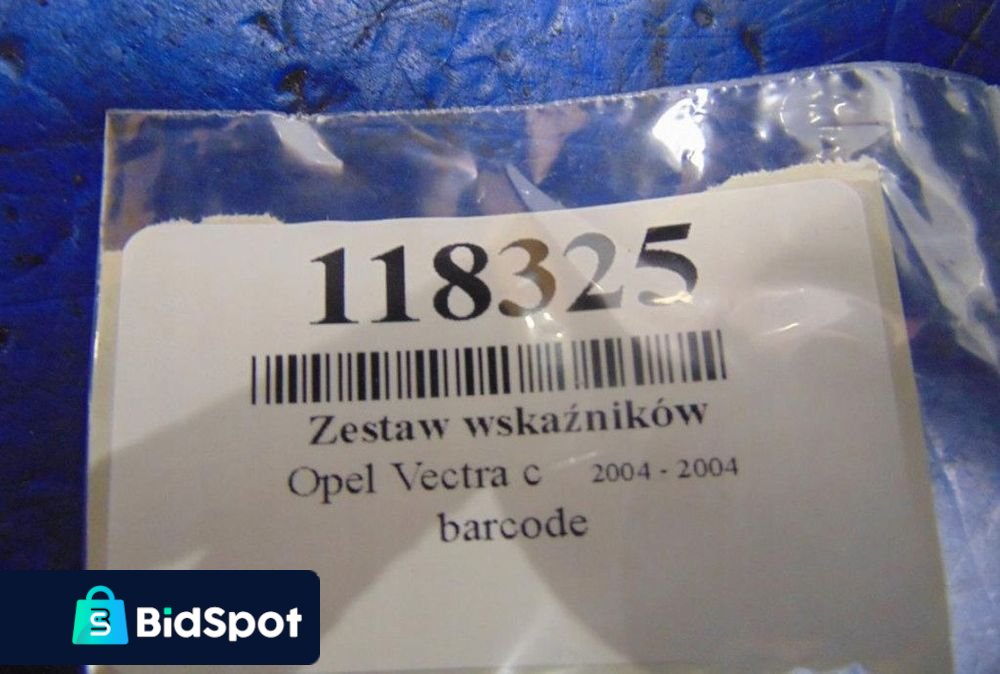 118325
Zestaw wskaźników
Opel Vectra c 2004 - 2004
barcode
BidSpot